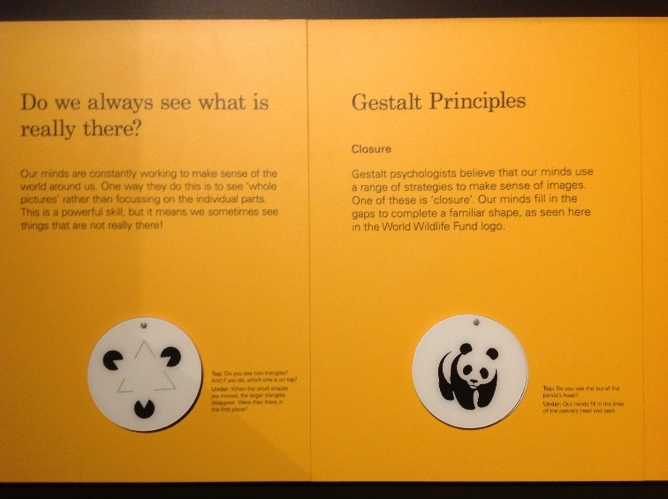 Do we always see what is
really there?
Our minds are constantly working to make sense of the
world around us. One way they do this is to see 'whole
pictures' rather than focussing on the individual parts.
This is a powerful skill, but it means we sometimes see
things that are not really there!
Top: Do you see two triangles?
And if you do, which one is on top?
Under: When the small shapes
are moved, the larger triangles
disappear. Were they there in
the first place?
Gestalt Principles
Closure
Gestalt psychologists believe that our minds use
a range of strategies to make sense of images.
One of these is 'closure'. Our minds fill in the
gaps to complete a familiar shape, as seen here
in the World Wildlife Fund logo.
Top: Do you see the top of the
panda's head?
Under: Our minds fill in the lines
of the panda's head and back.